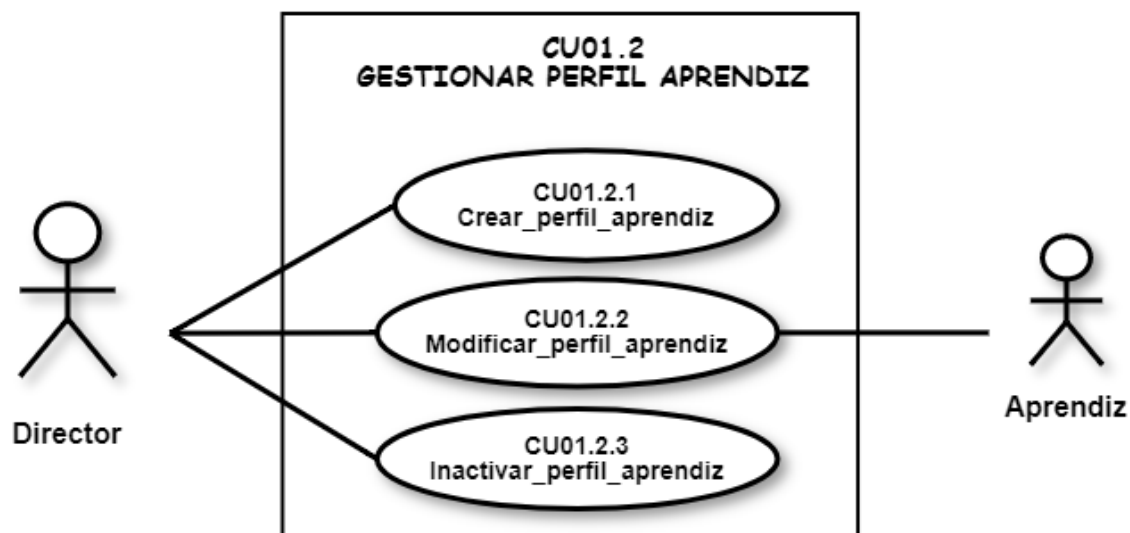 CU01.2
GESTIONAR PERFIL APRENDIZ
CU01.2.1
Crear_perfil_aprendiz
CU01.2.2
Modificar_perfil_aprendiz
CU01.2.3
Inactivar_perfil_aprendiz
Director
Aprendiz